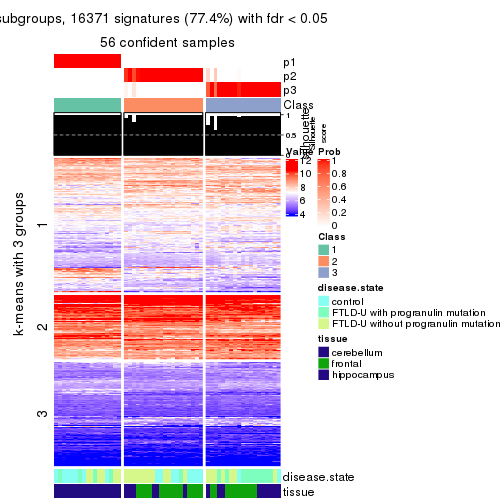 subgroups, 16371 signatures (77.4%) with fdr < 0.05
56 confident samples
p1
p2
p3
Class
1
0.5
0
silhouette
score
Silhouette
k-means with 3 groups
1
2
3
Value
12
10
8
6
4
Prob
1
0.8
0.6
0.4
0.2
0
Class
1
2
3
disease.state
control
FTLD-U with progranulin mutation
FTLD-U without progranulin mutation
tissue
cerebellum
frontal
hippocampus
disease.state
tissue